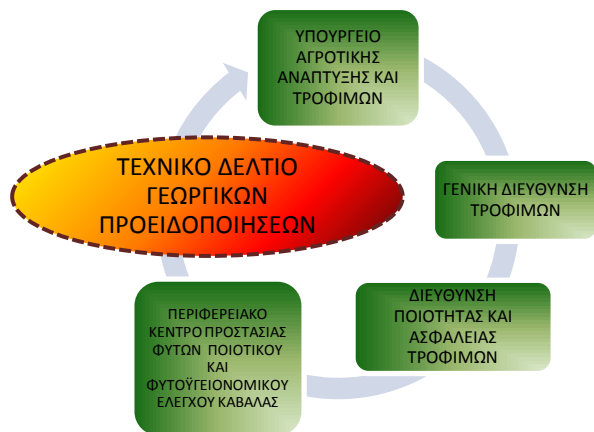 ΥΠΟΥΡΓΕΙΟ
ΑΓΡΟΤΙΚΗΣ
ΑΝΑΠΤΥΞΗΣ ΚΑΙ
ΤΡΟΦΙΜΩΝ
ΓΕΝΙΚΗ ΔΙΕΥΘΥΝΣΗ
ΤΡΟΦΙΜΩΝ
ΔΙΕΥΘΥΝΣΗ
ΠΟΙΟΤΗΤΑΣ ΚΑΙ
ΑΣΦΑΛΕΙΑΣ
ΤΡΟΦΙΜΩΝ
ΠΕΡΙΦΕΡΕΙΑΚΟ
ΚΕΝΤΡΟ ΠΡΟΣΤΑΣΙΑΣ
ΦΥΤΩΝ ΠΟΙΟΤΙΚΟΥ
ΚΑΙ
ΦΥΤΟΫΓΕΙΟΝΟΜΙΚΟΥ
ΕΛΕΓΧΟΥ ΚΑΒΑΛΑΣ
ΤΕΧΝΙΚΟ ΔΕΛΤΙΟ
ΓΕΩΡΓΙΚΩΝ
ΠΡΟΕΙΔΟΠΟΙΗΣΕΩΝ